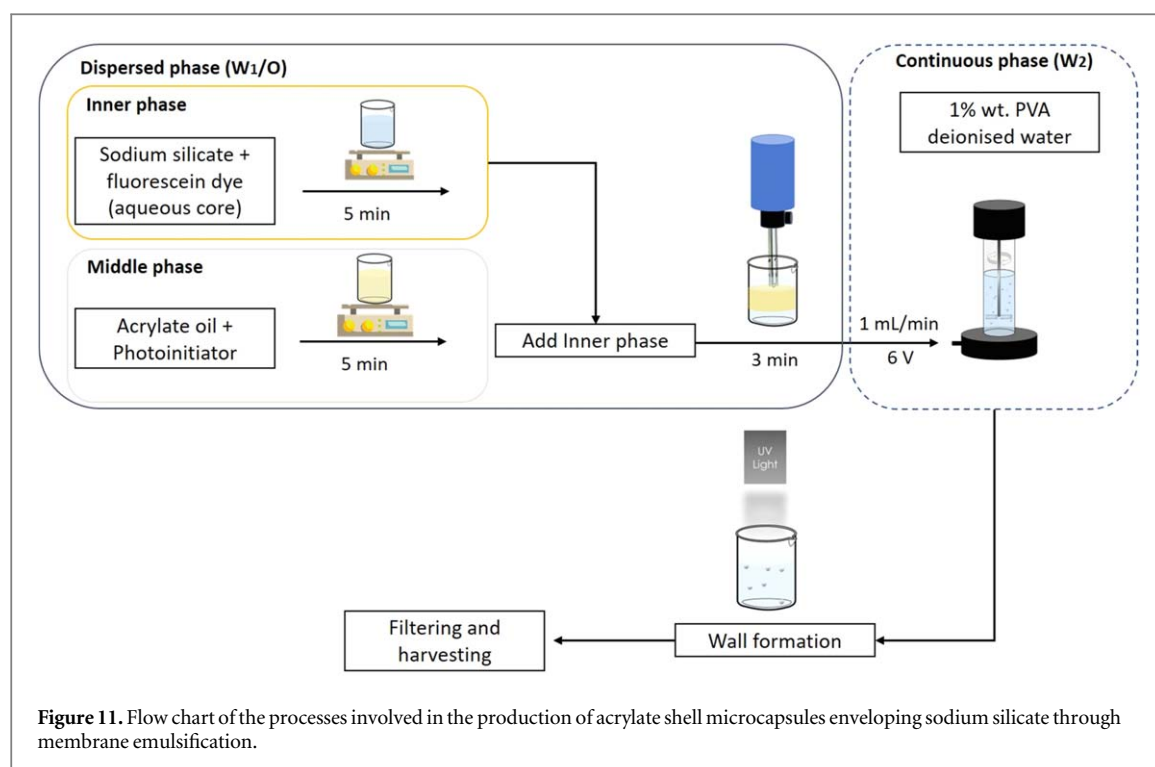 Dispersed phase (W1/O)
Inner phase
Sodium silicate +
fluorescein dye
(aqueous core)
5 min
Middle phase
Acrylate oil +
Photoinitiator
5 min
Add Inner phase
3 min
1 mL/min
6 V
Continuous phase (W2)
1% wt. PVA
deionised water
UV
Light
Wall formation
Filtering and
harvesting
Figure 11. Flow chart of the processes involved in the production of acrylate shell microcapsules enveloping sodium silicate through
membrane emulsification.